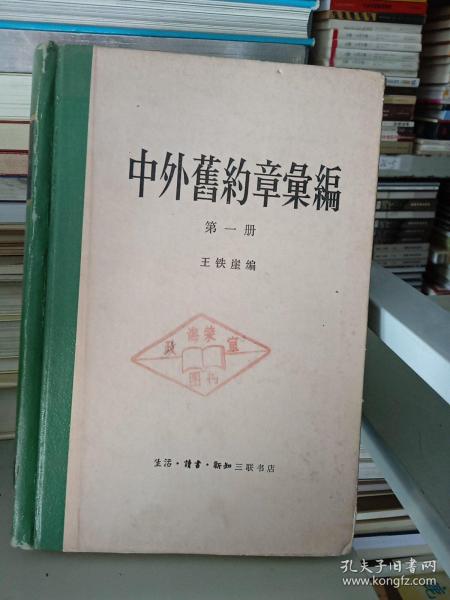 中外舊約章彙編
第一册
王铁崖编
生活·讀書·新知三联书店
孔夫子旧书网
www.kongfz.com